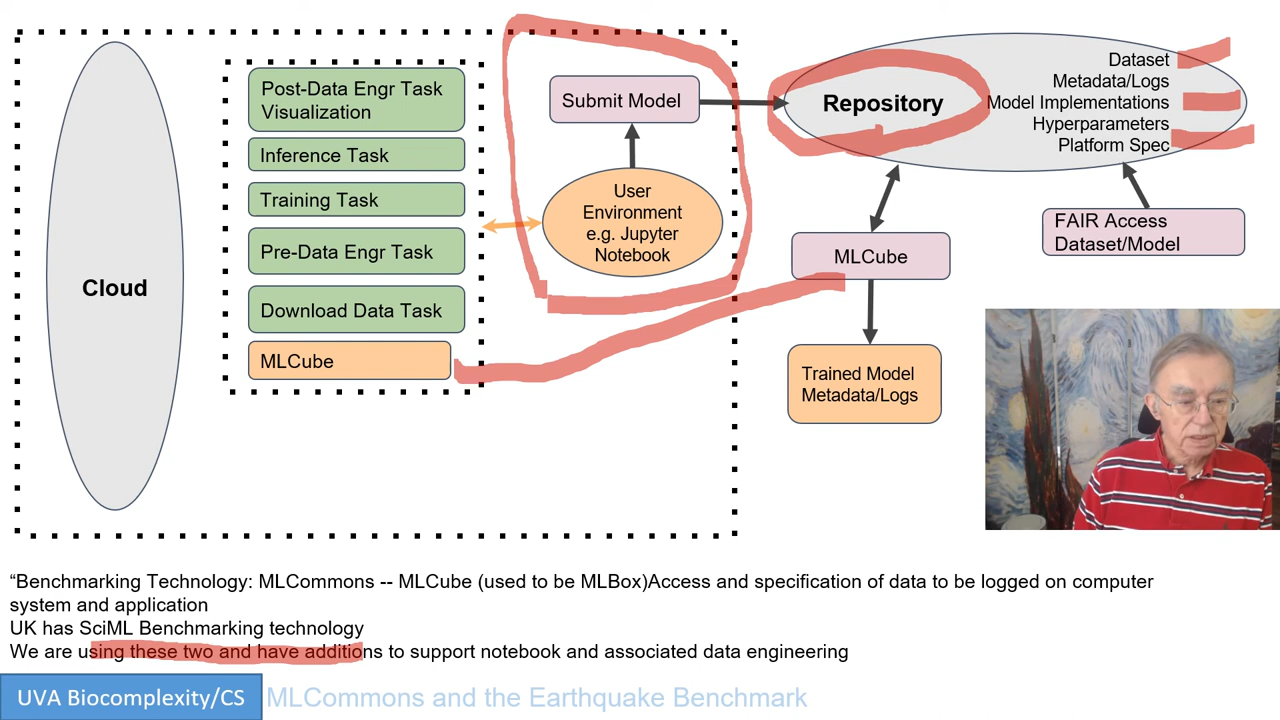 Post-Data Engr Task
Visualization
Inference Task
Training Task
Pre-Data Engr Task
Download Data Task
MLCube
Cloud
Submit Model
User
Environment
e.g. Jupyter
Notebook
Repository
Dataset
Metadata/Logs
Model Implementations
Hyperparameters
Platform Spec
FAIR Access
Dataset/Model
MLCube
Trained Model
Metadata/Logs
“Benchmarking Technology: MLCommons -- MLCube (used to be MLBox)Access and specification of data to be logged on computer
system and application
UK has SciML Benchmarking technology
We are using these two and have additions to support notebook and associated data engineering
UVA Biocomplexity/CS
MLCommons and the Earthquake Benchmark